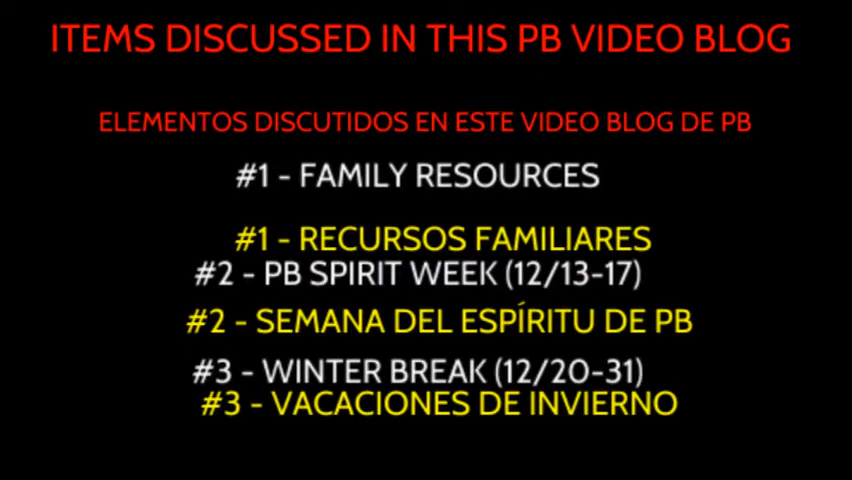 ITEMS DISCUSSED IN THIS PB VIDEO BLOG
ELEMENTOS DISCUTIDOS EN ESTE VIDEO BLOG DE PB
#1 - FAMILY RESOURCES
#1 - RECURSOS FAMILIARES
#2 - PB SPIRIT WEEK (12/13-17)
#2 - SEMANA DEL ESPÍRITU DE PB
#3 - WINTER BREAK (12/20-31)
#3 - VACACIONES DE INVIERNO